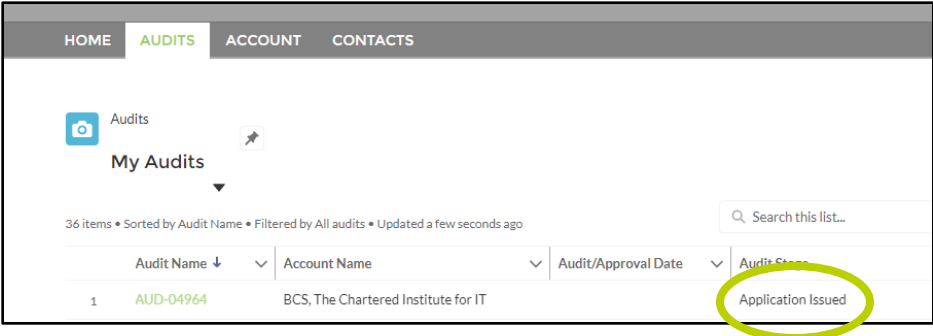 HOME AUDITS ACCOUNT CONTACTS
Audits
My Audits
36 items • Sorted by Audit Name • Filtered by All audits • Updated a few seconds ago
Search this list...
Audit Name Account Name Audit/Approval Date Audit Stage
1 AUD-04964 BCS, The Chartered Institute for IT Application Issued